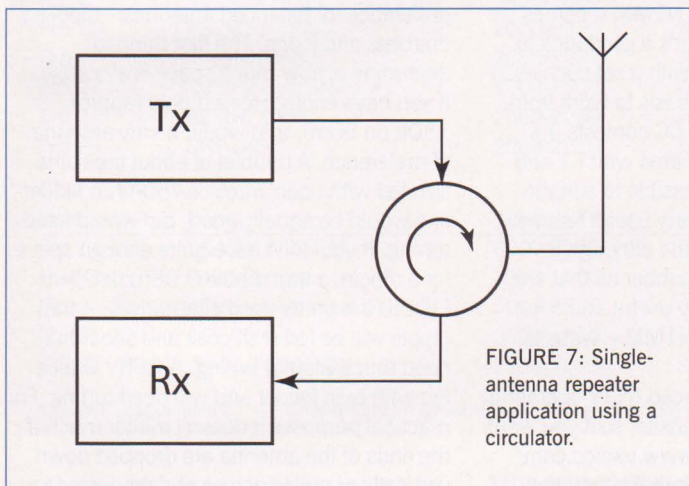 Tx
Rx
FIGURE 7: Single-
antenna repeater
application using a
circulator.